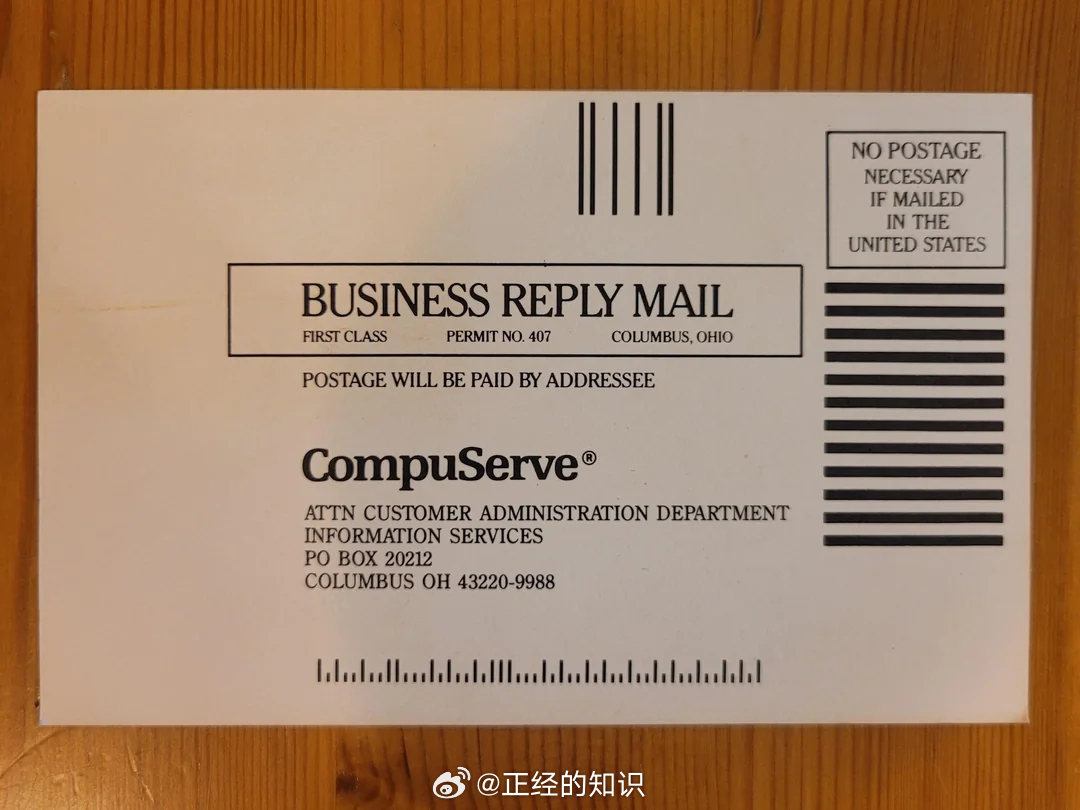 NO POSTAGE
NECESSARY
IF MAILED
IN THE
UNITED STATES
BUSINESS REPLY MAIL
FIRST CLASS PERMIT NO. 407 COLUMBUS, OHIO
POSTAGE WILL BE PAID BY ADDRESSEE
CompuServe®
ATTN CUSTOMER ADMINISTRATION DEPARTMENT
INFORMATION SERVICES
PO BOX 20212
COLUMBUS OH 43220-9988
@正经的知识